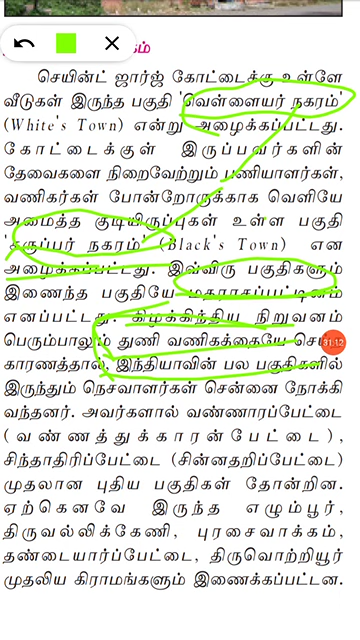 கம்
செயின்ட் ஜார்ஜ் கோட்டைக்கு உள்ளே
வீடுகள் இருந்த பகுதி 'வெள்ளையர் நகரம்'
(White's Town) என்று அழைக்கப்பட்டது.
கோட்டைக்குள் இருப்பவர்களின்
தேவைகளை நிறைவேற்றும் பணியாளர்கள்,
வணிகர்கள் போன்றோருக்காக வெளியே
அமைத்த குடியிருப்புகள் உள்ள பகுதி
'கருப்பர் நகரம்' (Black's Town) என
அழைக்கப்பட்டது. இவ்விரு பகுதிகளும்
இணைந்த பகுதியே மதராசப்பட்டினம்
எனப்பட்டது. கிழக்கிந்திய நிறுவனம்
பெரும்பாலும் துணி வணிகத்தையே
31:12
காரணத்தால், இந்தியாவின் பல பகுதிகளில்
இருந்தும் நெசவாளர்கள் சென்னை நோக்கி
வந்தனர். அவர்களால் வண்ணாரப்பேட்டை
(வண்ணத்துக்காரன்பேட்டை),
சிந்தாதிரிப்பேட்டை (சின்னதறிப்பேட்டை)
முதலான புதிய பகுதிகள் தோன்றின.
ஏற்கெனவே இருந்த எழும்பூர்,
திருவல்லிக்கேணி, புரசைவாக்கம்,
தண்டையார்ப்பேட்டை, திருவொற்றியூர்
முதலிய கிராமங்களும் இணைக்கப்பட்டன.